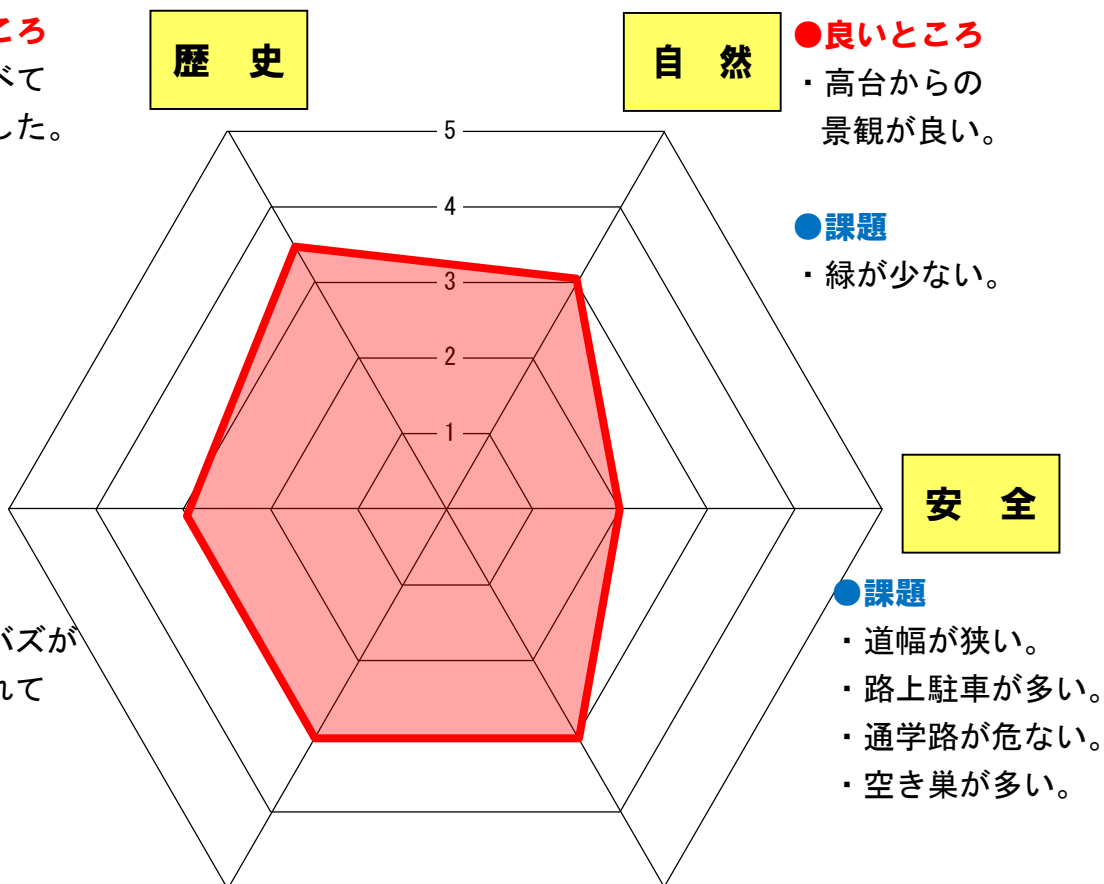 ころ
べて
した。
歴 史
自 然
●良いところ
・高台からの
景観が良い。
●課題
・緑が少ない。
5
4
3
2
1
安 全
●課題
・道幅が狭い。
・路上駐車が多い。
・通学路が危ない。
・空き巣が多い。
バズが
れて